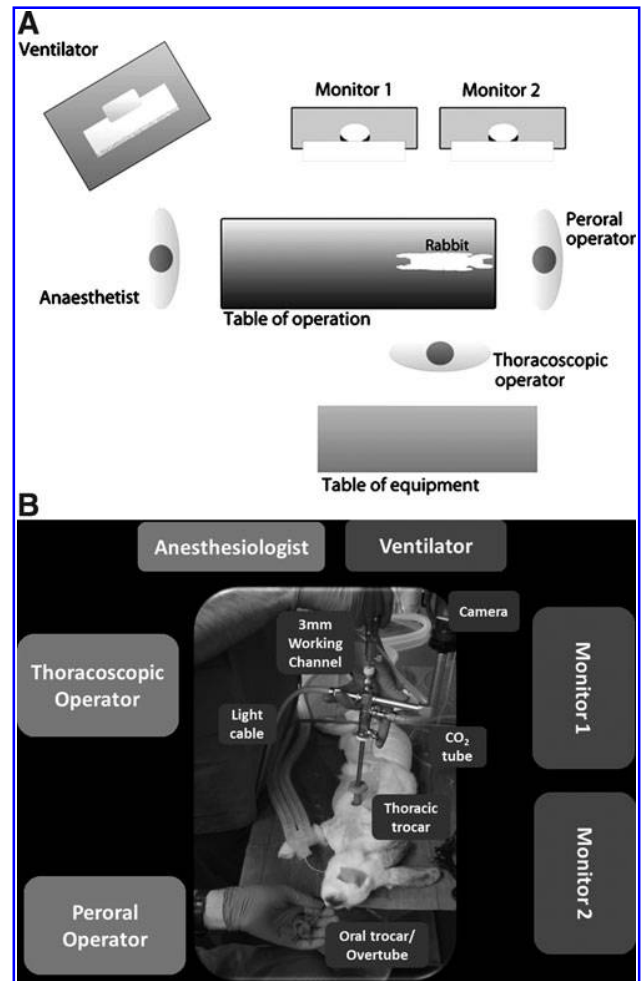 A
Ventilator
Monitor 1
Monitor 2
Rabbit
Peroral
operator
Anaesthetist
Table of operation
Thoracoscopic
operator
Table of equipment
B
Anesthesiologist
Ventilator
Camera
3mm
Working
Channel
Thoracoscopic
Operator
Monitor 1
Light
cable
CO₂
tube
Thoracic
trocar
Monitor 2
Peroral
Operator
Oral trocar/
Overtube